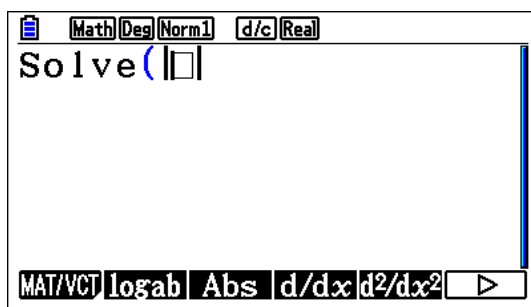 Math Deg Norm1 d/c Real
Solve(|□|
MAT/VCT logab Abs d/dx d²/dx² ▷